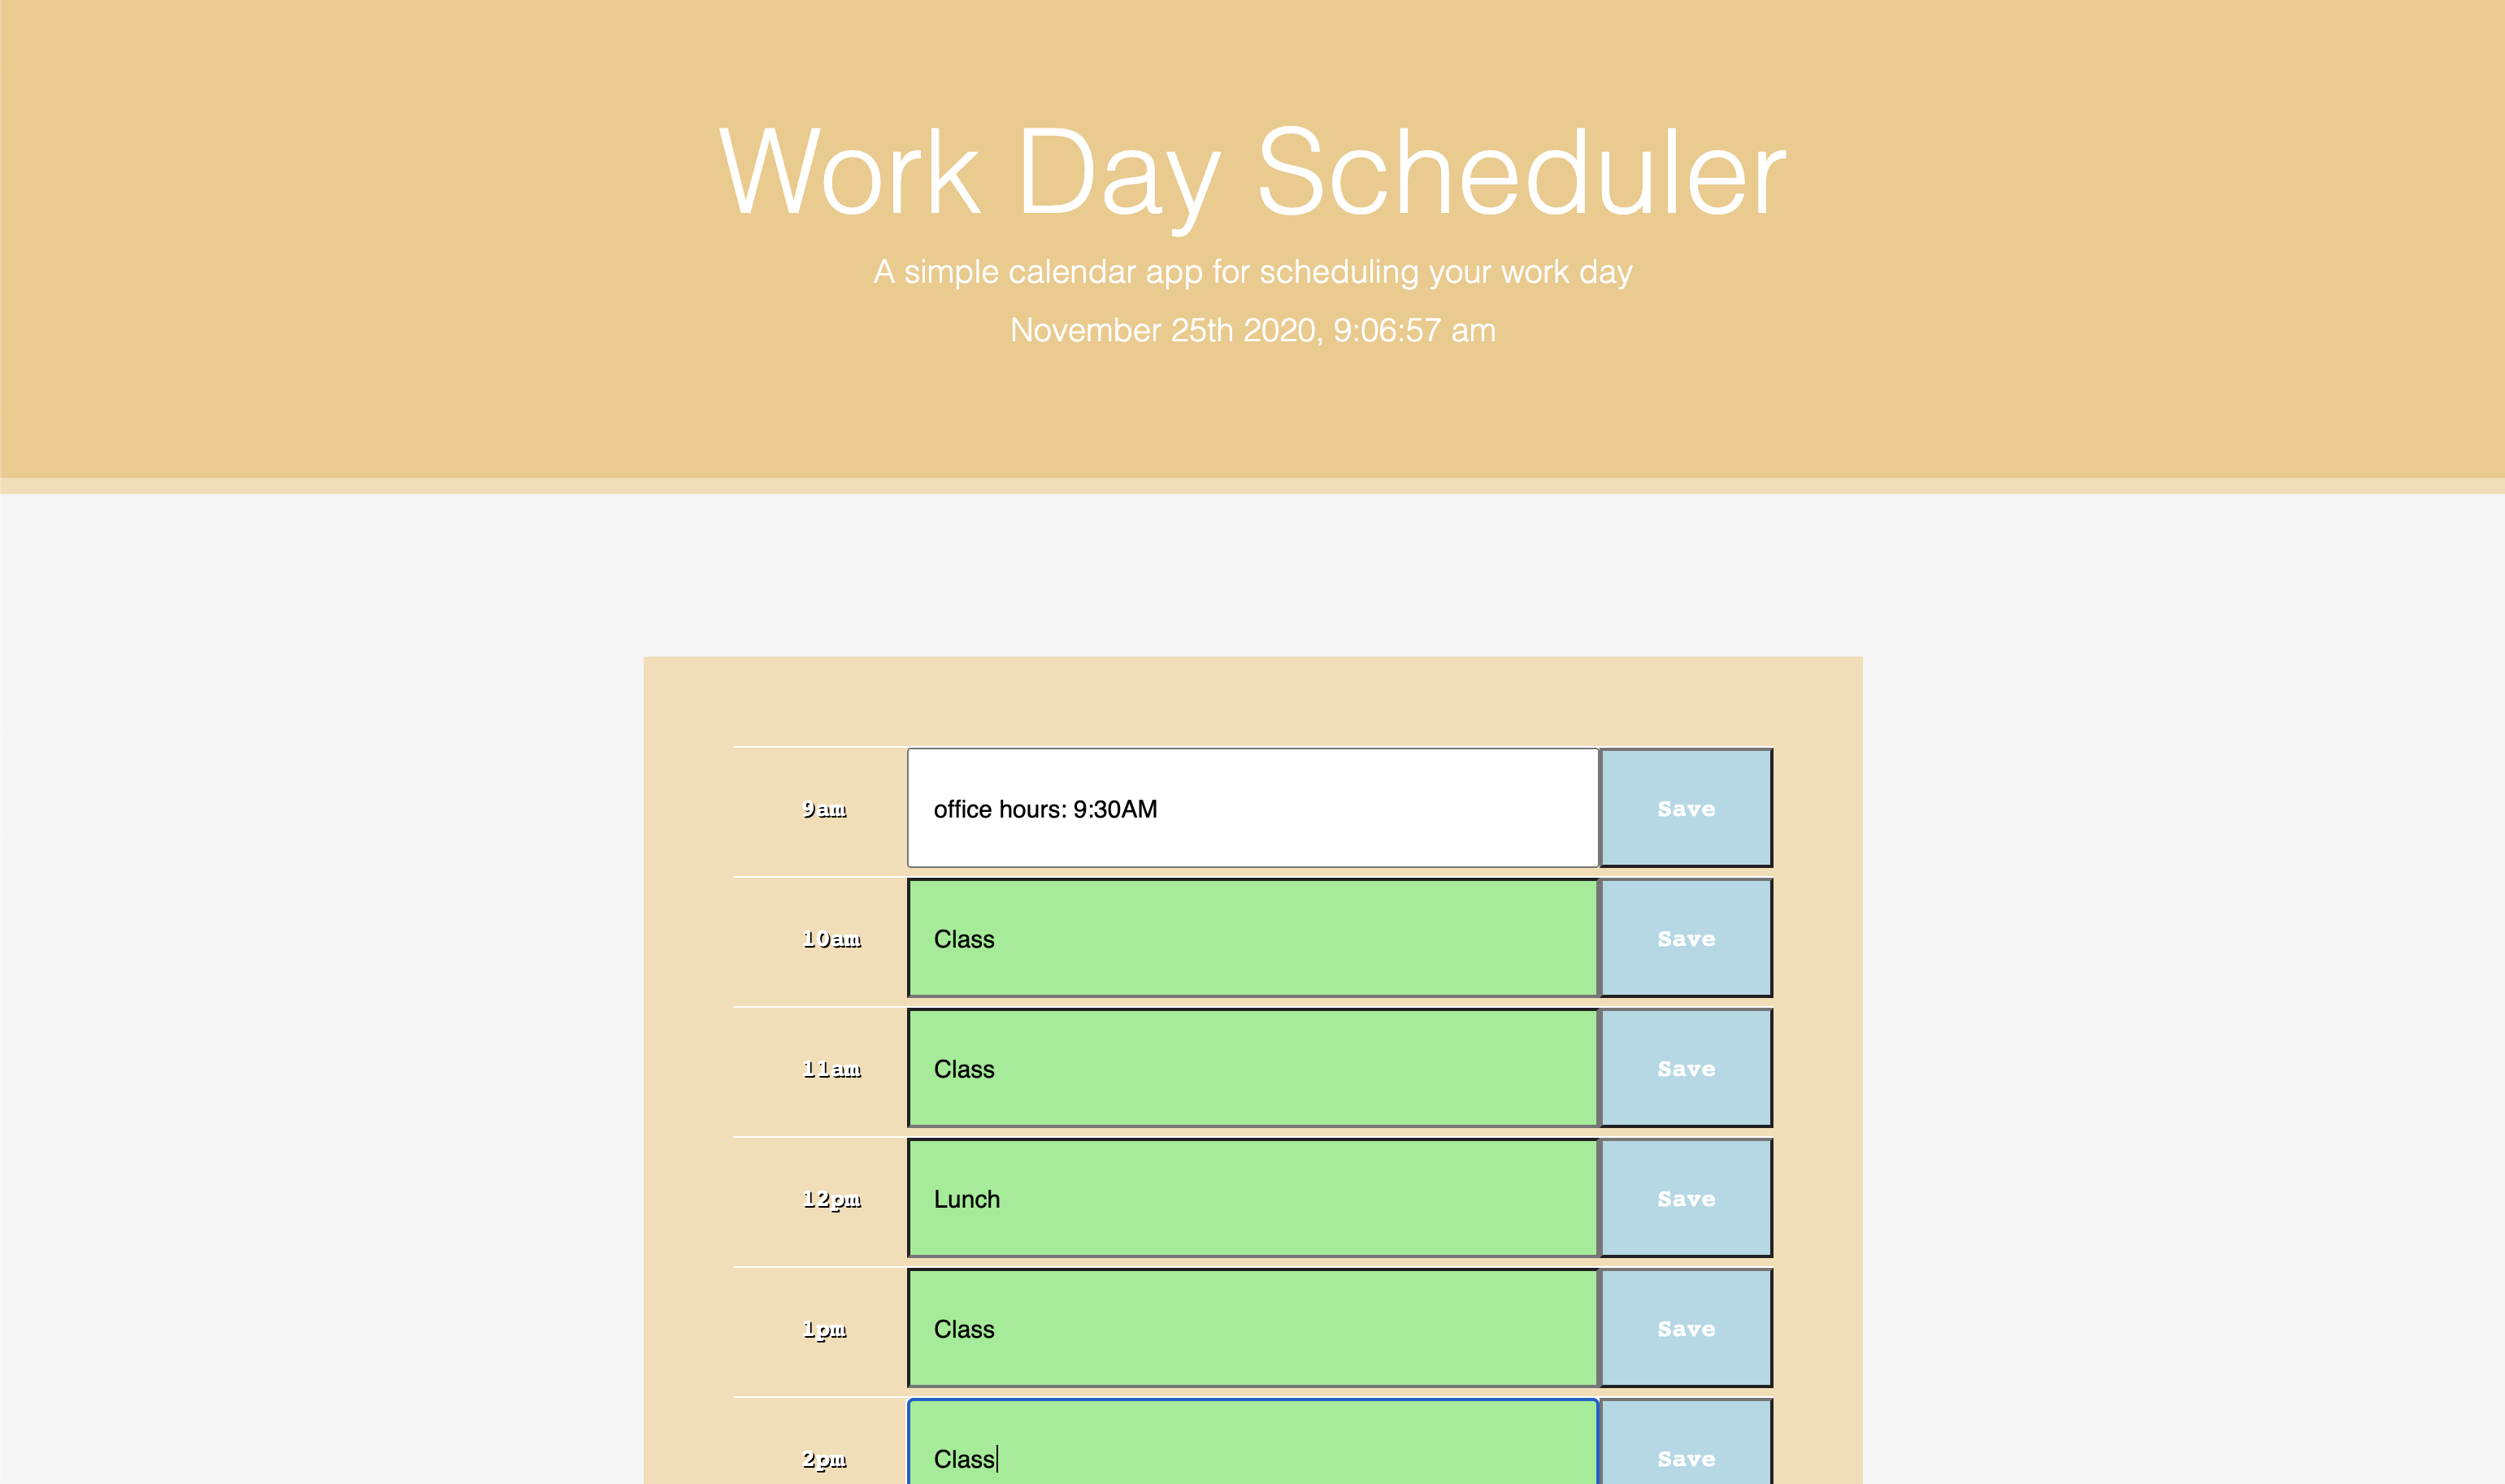 Work Day Scheduler
A simple calendar app for scheduling your work day
November 25th 2020, 9:06:57 am
9am office hours: 9:30AM Save
10am Class Save
11am Class Save
12pm Lunch Save
1pm Class Save
2pm Class Save